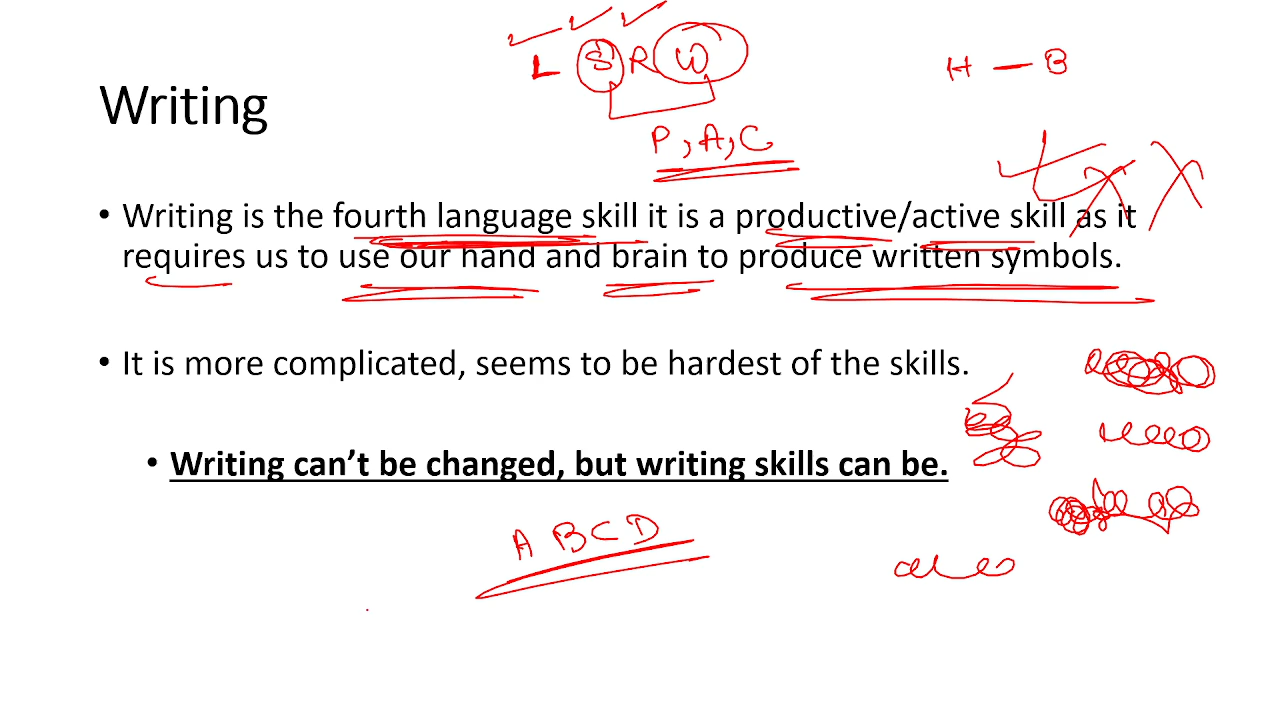 L S R W
H — B
Writing
P, A, C
• Writing is the fourth language skill it is a productive/active skill as it
requires us to use our hand and brain to produce written symbols.
• It is more complicated, seems to be hardest of the skills.
• Writing can’t be changed, but writing skills can be.
A B C D